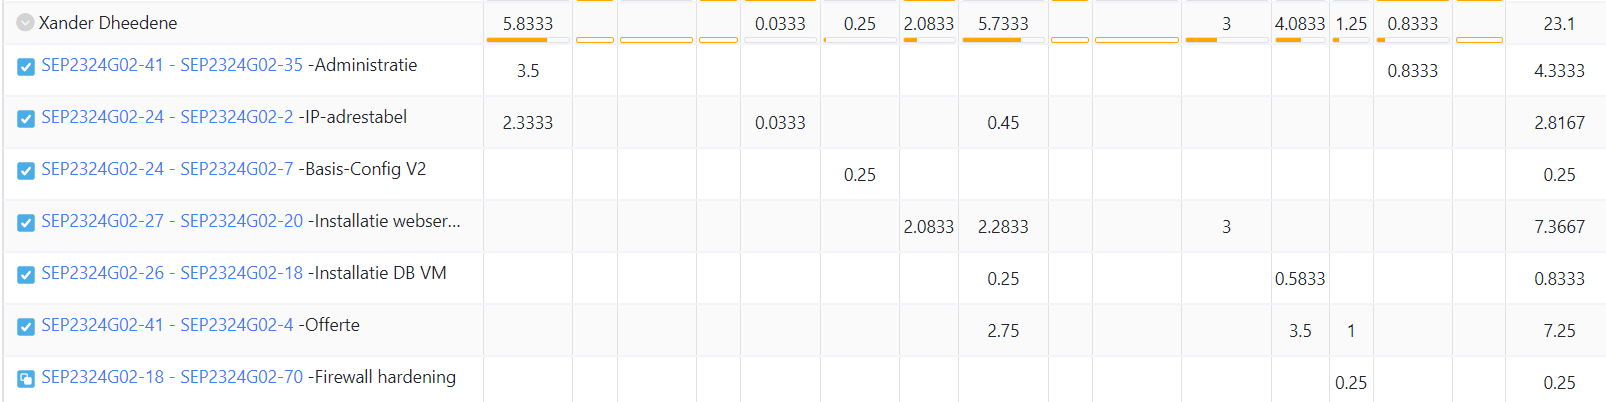 Xander Dheedene 5.8333 0.0333 0.25 2.0833 5.7333 3 4.0833 1.25 0.8333 23.1
SEP2324G02-41 - SEP2324G02-35 -Administratie 3.5 0.8333 4.3333
SEP2324G02-24 - SEP2324G02-2 -IP-adrestabel 2.3333 0.0333 0.45 2.8167
SEP2324G02-24 - SEP2324G02-7 -Basis-Config V2 0.25 0.25
SEP2324G02-27 - SEP2324G02-20 -Installatie webser... 2.0833 2.2833 3 7.3667
SEP2324G02-26 - SEP2324G02-18 -Installatie DB VM 0.25 0.5833 0.8333
SEP2324G02-41 - SEP2324G02-4 -Offerte 2.75 3.5 1 7.25
SEP2324G02-18 - SEP2324G02-70 -Firewall hardening 0.25 0.25